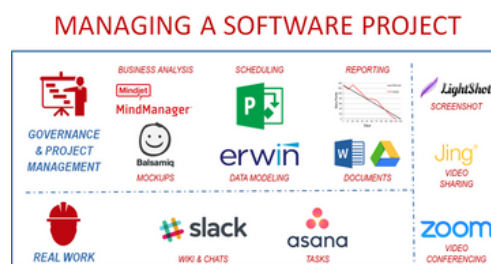 MANAGING A SOFTWARE PROJECT
BUSINESS ANALYSIS
SCHEDULING
REPORTING
Mindjet
MindManager
LightShot
SCREENSHOT
GOVERNANCE
& PROJECT
MANAGEMENT
Balsamiq
MOCKUPS
erwin
DATA MODELING
W
DOCUMENTS
Jing
VIDEO
SHARING
REAL WORK
slack
WIKI & CHATS
asana
TASKS
zoom
VIDEO
CONFERENCING